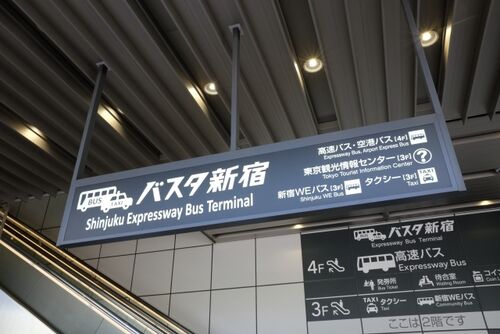 BUS TAXI バスタ新宿
Shinjuku Expressway Bus Terminal
高速バス・空港バス [4F]
Expressway Bus, Airport Express Bus
東京観光情報センター [3F] ?
Tokyo Tourist Information Center
新宿WEバス [3F] タクシー [3F] TAXI
Shinjuku WE Bus Taxi
バスタ新宿
Expressway Bus Terminal
4F 高速バス
Expressway Bus
発券所 待合室
Bus Ticket Waiting Room
3F TAXI タクシー 新宿WEバス
Taxi
ここは2階です